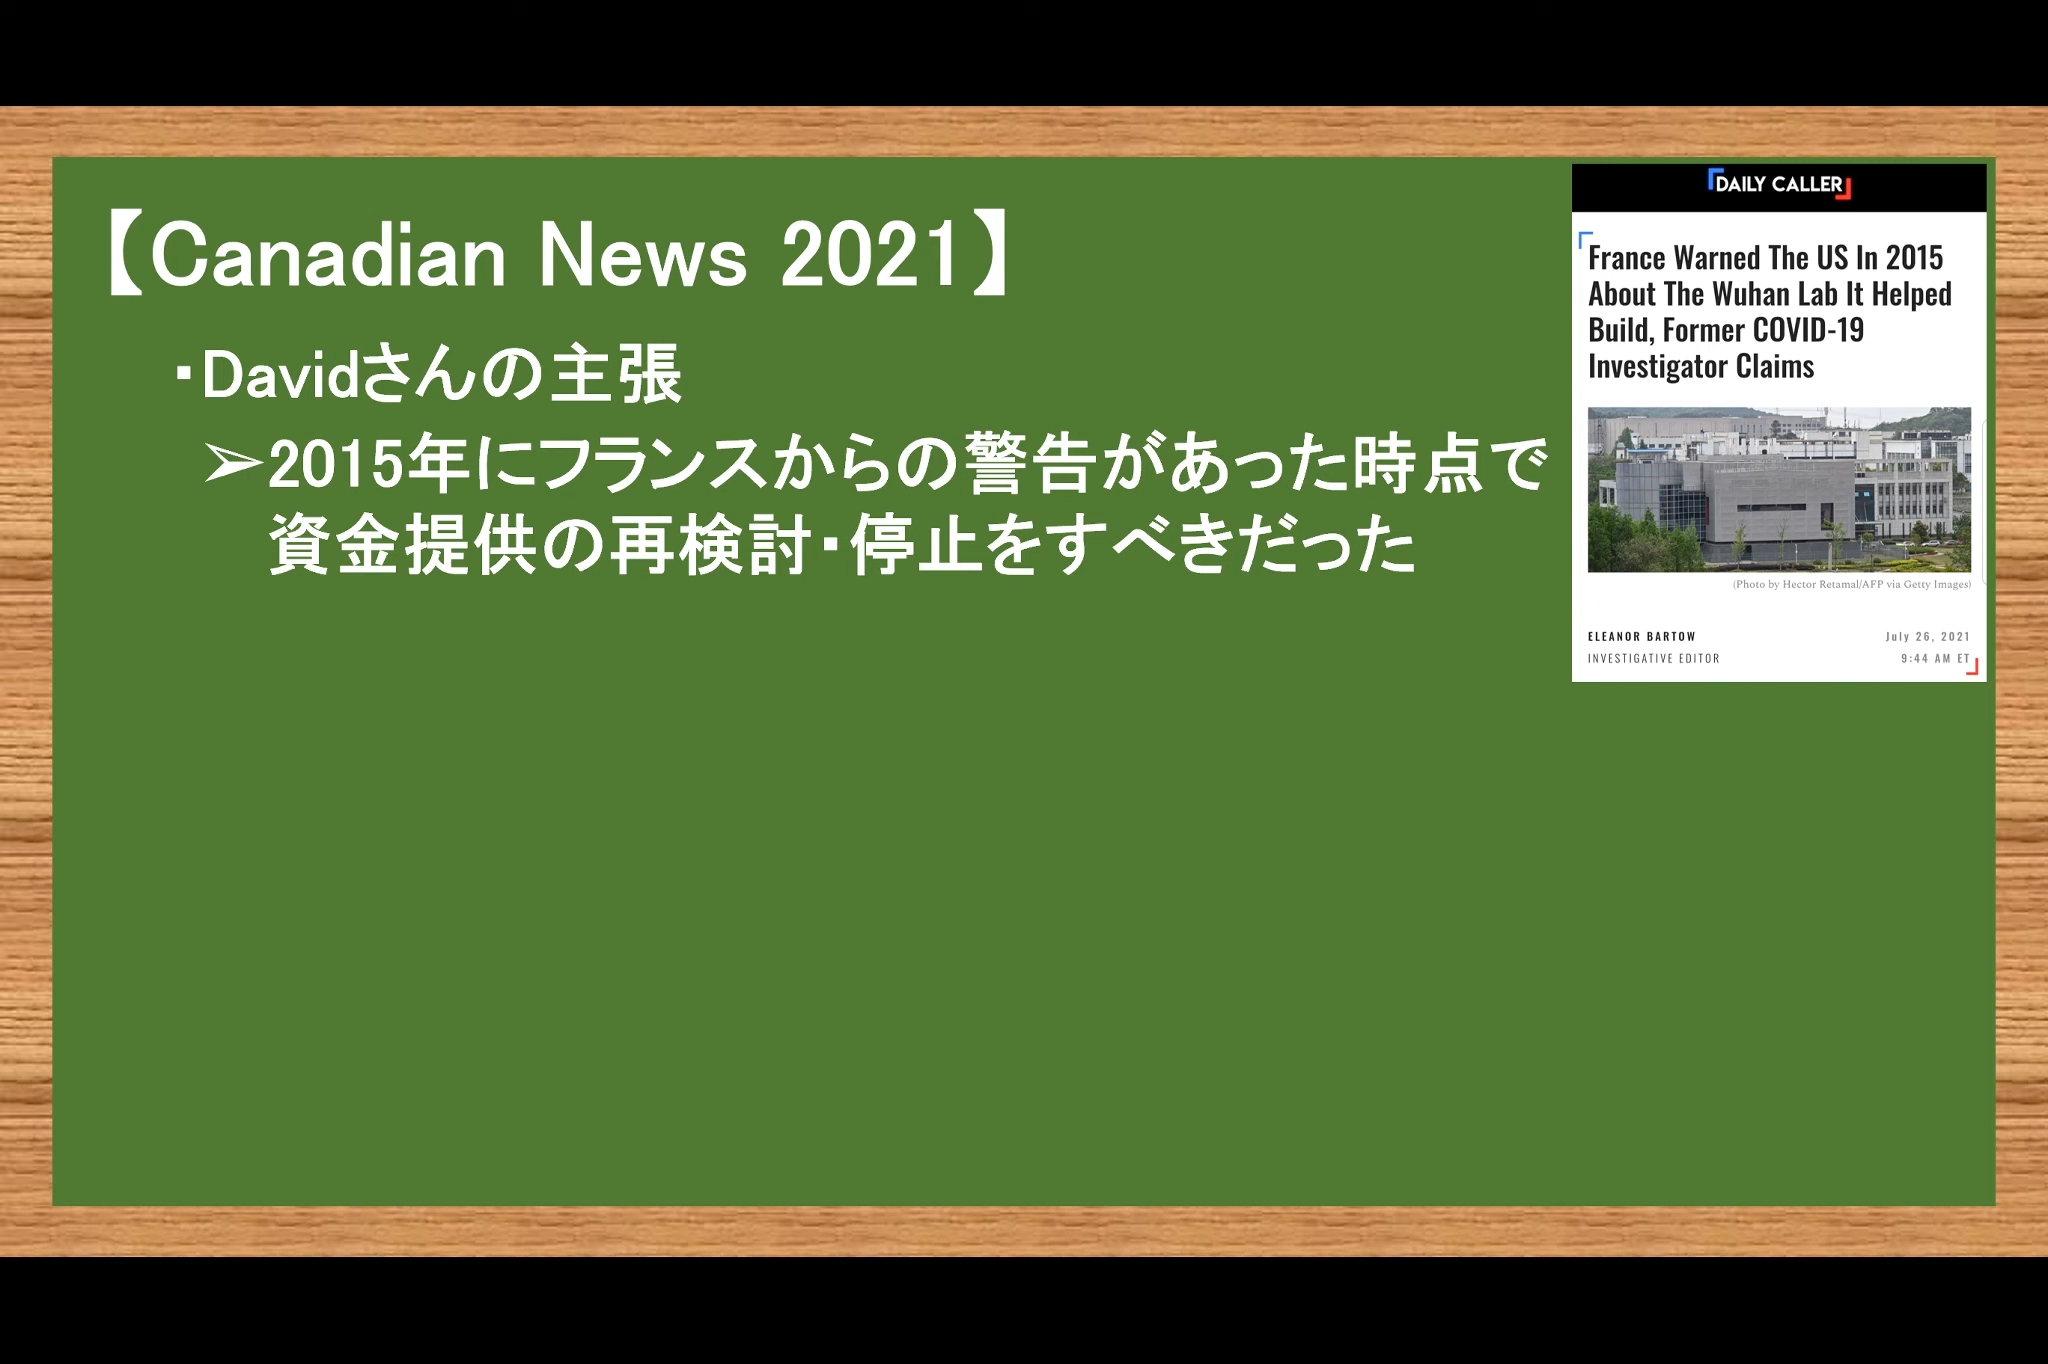 【Canadian News 2021】
・Davidさんの主張
➢2015年にフランスからの警告があった時点で
資金提供の再検討・停止をすべきだった
DAILY CALLER
France Warned The US In 2015
About The Wuhan Lab It Helped
Build, Former COVID-19
Investigator Claims
(Photo by Hector Retamal/AFP via Getty Images)
ELEANOR BARTOW
July 26, 2021
INVESTIGATIVE EDITOR
9:44 AM ET